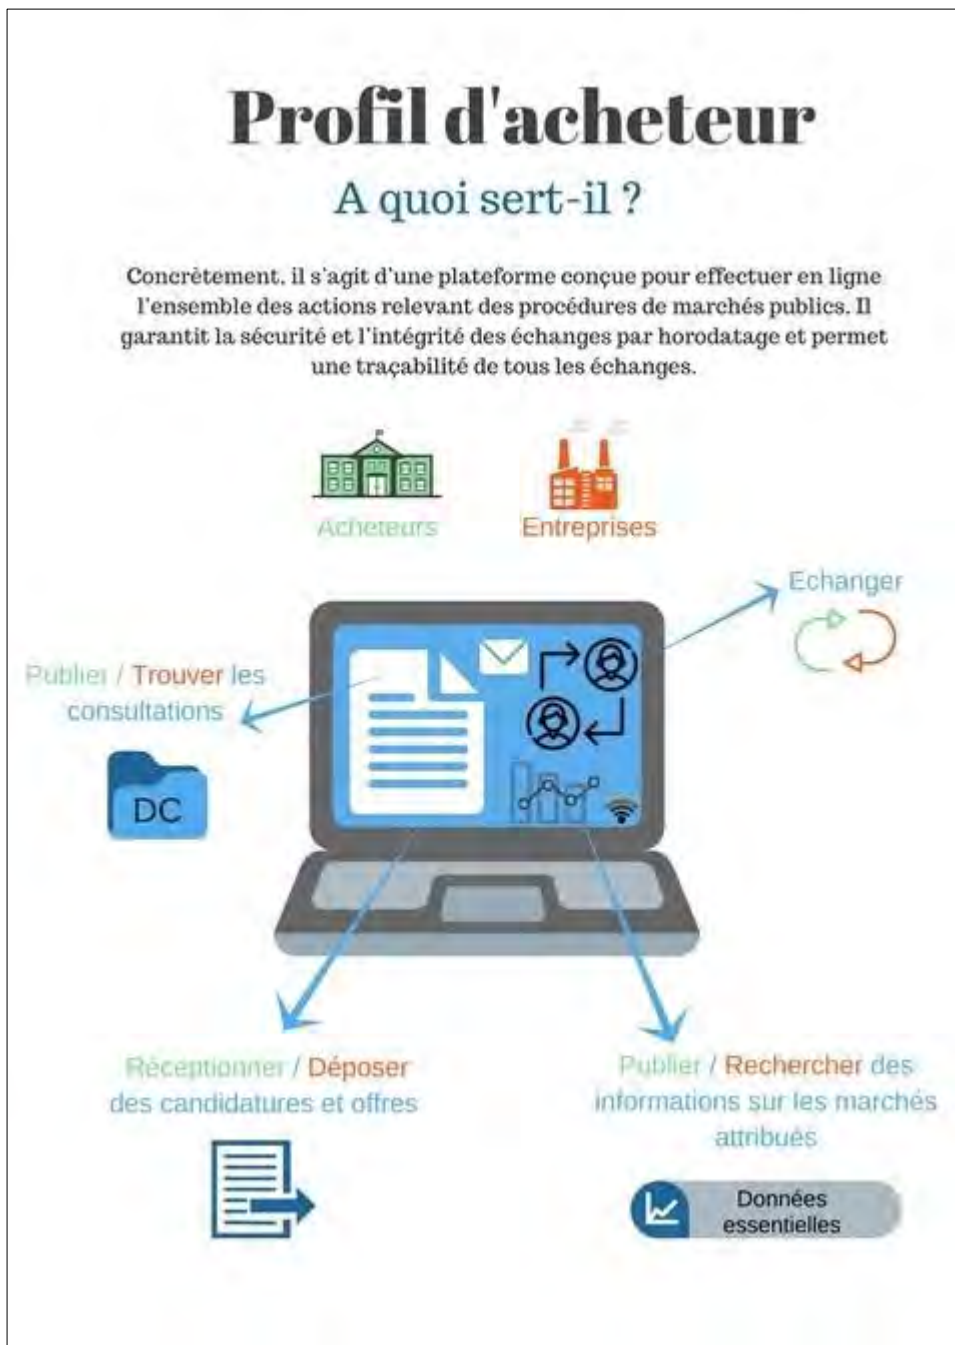 Profil d'acheteur
A quoi sert-il ?
Concrètement, il s'agit d'une plateforme conçue pour effectuer en ligne
l'ensemble des actions relevant des procédures de marchés publics. Il
garantit la sécurité et l'intégrité des échanges par horodatage et permet
une traçabilité de tous les échanges.
Acheteurs
Entreprises
Echanger
Publier / Trouver les
consultations
DC
Réceptionner / Déposer
des candidatures et offres
Publier / Rechercher des
informations sur les marchés
attribués
Données
essentielles